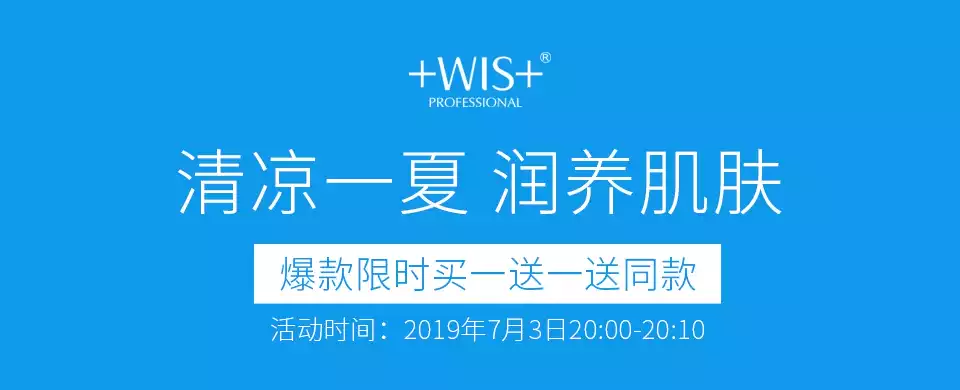 +WIS+®
PROFESSIONAL
清凉一夏 润养肌肤
爆款限时买一送一送同款
活动时间：2019年7月3日20:00-20:10